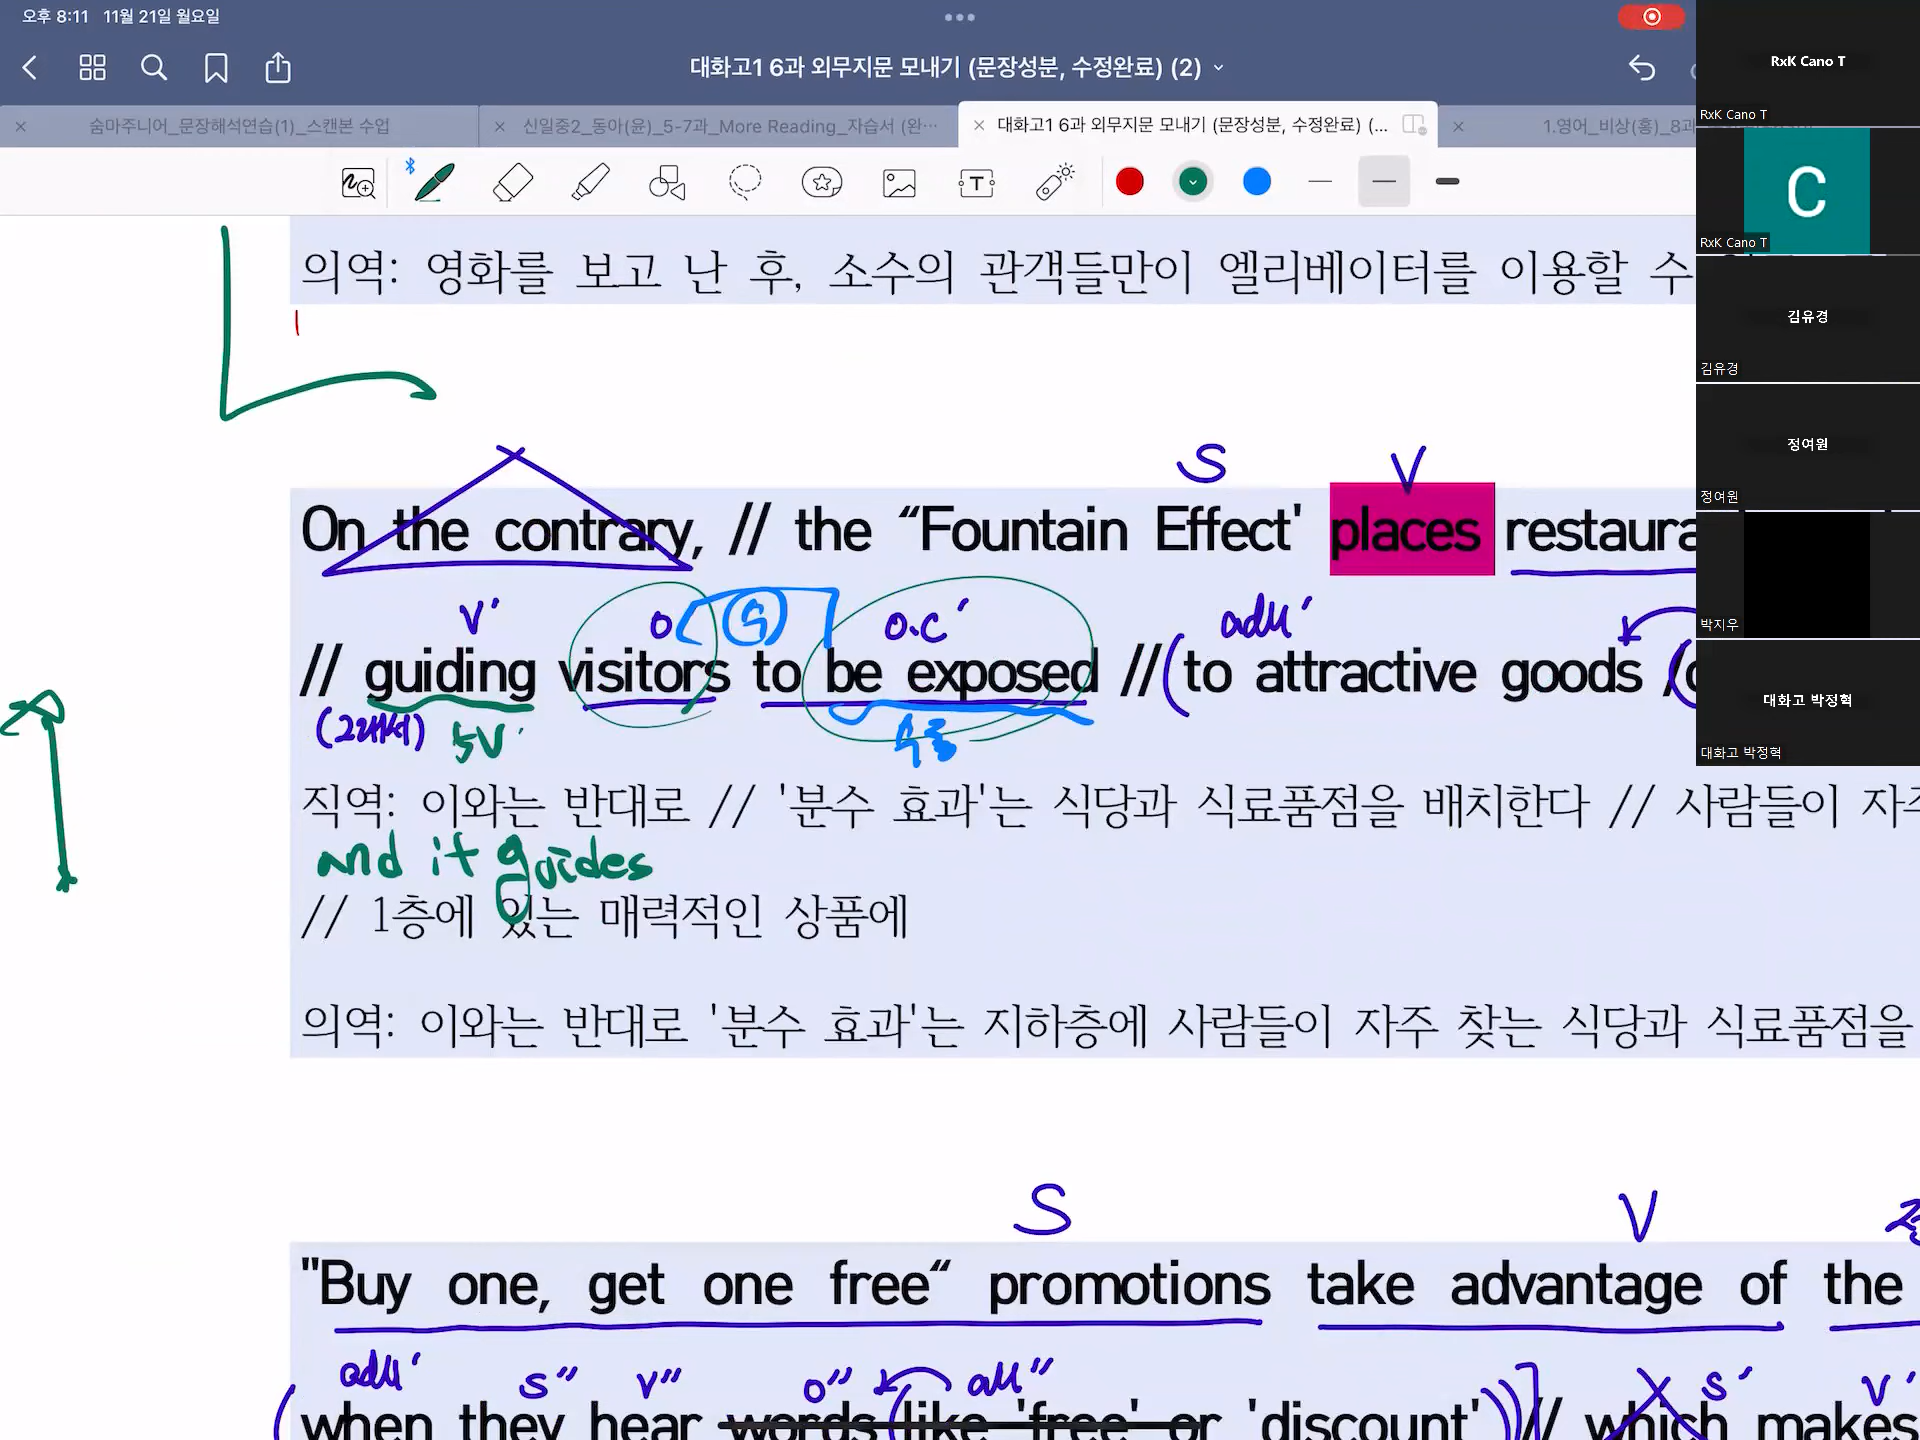 오후 8:11 11월 21일 월요일
대화고1 6과 외무지문 모내기 (문장성분, 수정완료) (2)
숨마주니어_문장해석연습(1)_스캔본 수업
신일중2_동아(윤)_5-7과_More Reading_자습서 (완…
대화고1 6과 외무지문 모내기 (문장성분, 수정완료) (...
1.영어_비상(홍)_8과
의역: 영화를 보고 난 후, 소수의 관객들만이 엘리베이터를 이용할 수
S V
On the contrary, // the “Fountain Effect' places restaura
v' o 능 o.c' adu'
// guiding visitors to be exposed // (to attractive goods
5V' 수동
직역: 이와는 반대로 // '분수 효과'는 식당과 식료품점을 배치한다 // 사람들이 자주
and it guides
// 1층에 있는 매력적인 상품에
의역: 이와는 반대로 '분수 효과'는 지하층에 사람들이 자주 찾는 식당과 식료품점을
S V
"Buy one, get one free“ promotions take advantage of the
adu' s" v" o" au" s' v'
(when they hear words (like 'free' or 'discount')) // which makes
RxK Cano T
RxK Cano T
C
RxK Cano T
김유경
김유경
정여원
정여원
박지우
대화고 박정혁
대화고 박정혁